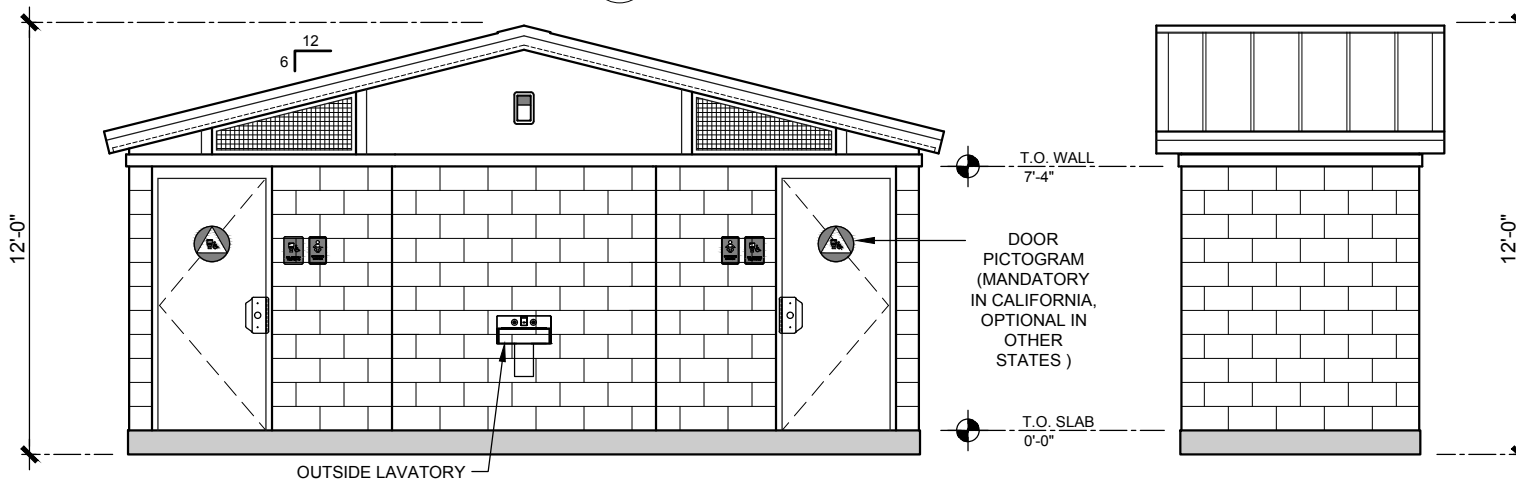 12
6
12'-0"
T.O. WALL
7'-4"
DOOR
PICTOGRAM
(MANDATORY
IN CALIFORNIA,
OPTIONAL IN
OTHER
STATES )
T.O. SLAB
0'-0"
OUTSIDE LAVATORY
12'-0"